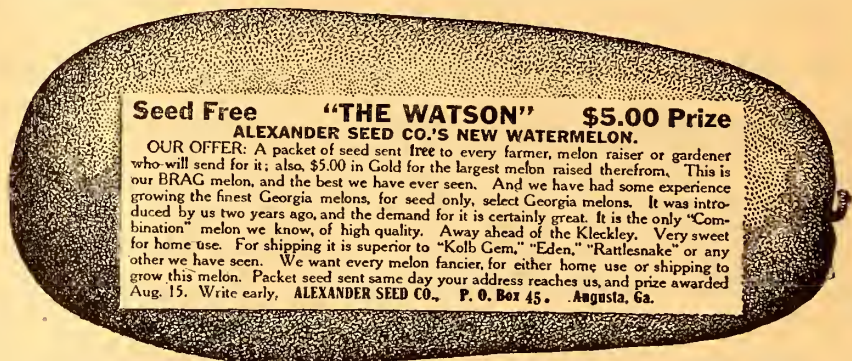 Seed Free "THE WATSON" $5.00 Prize
ALEXANDER SEED CO.'S NEW WATERMELON.
OUR OFFER: A packet of seed sent free to every farmer, melon raiser or gardener
who will send for it; also, $5.00 in Gold for the largest melon raised therefrom. This is
our BRAG melon, and the best we have ever seen. And we have had some experience
growing the finest Georgia melons, for seed only, select Georgia melons. It was intro-
duced by us two years ago, and the demand for it is certainly great. It is the only "Com-
bination" melon we know, of high quality. Away ahead of the Kleckley. Very sweet
for home use. For shipping it is superior to "Kolb Gem," "Eden," "Rattlesnake" or any
other we have seen. We want every melon fancier, for either home use or shipping to
grow this melon. Packet seed sent same day your address reaches us, and prize awarded
Aug. 15. Write early, ALEXANDER SEED CO., P. O. Box 45. Augusta, Ga.